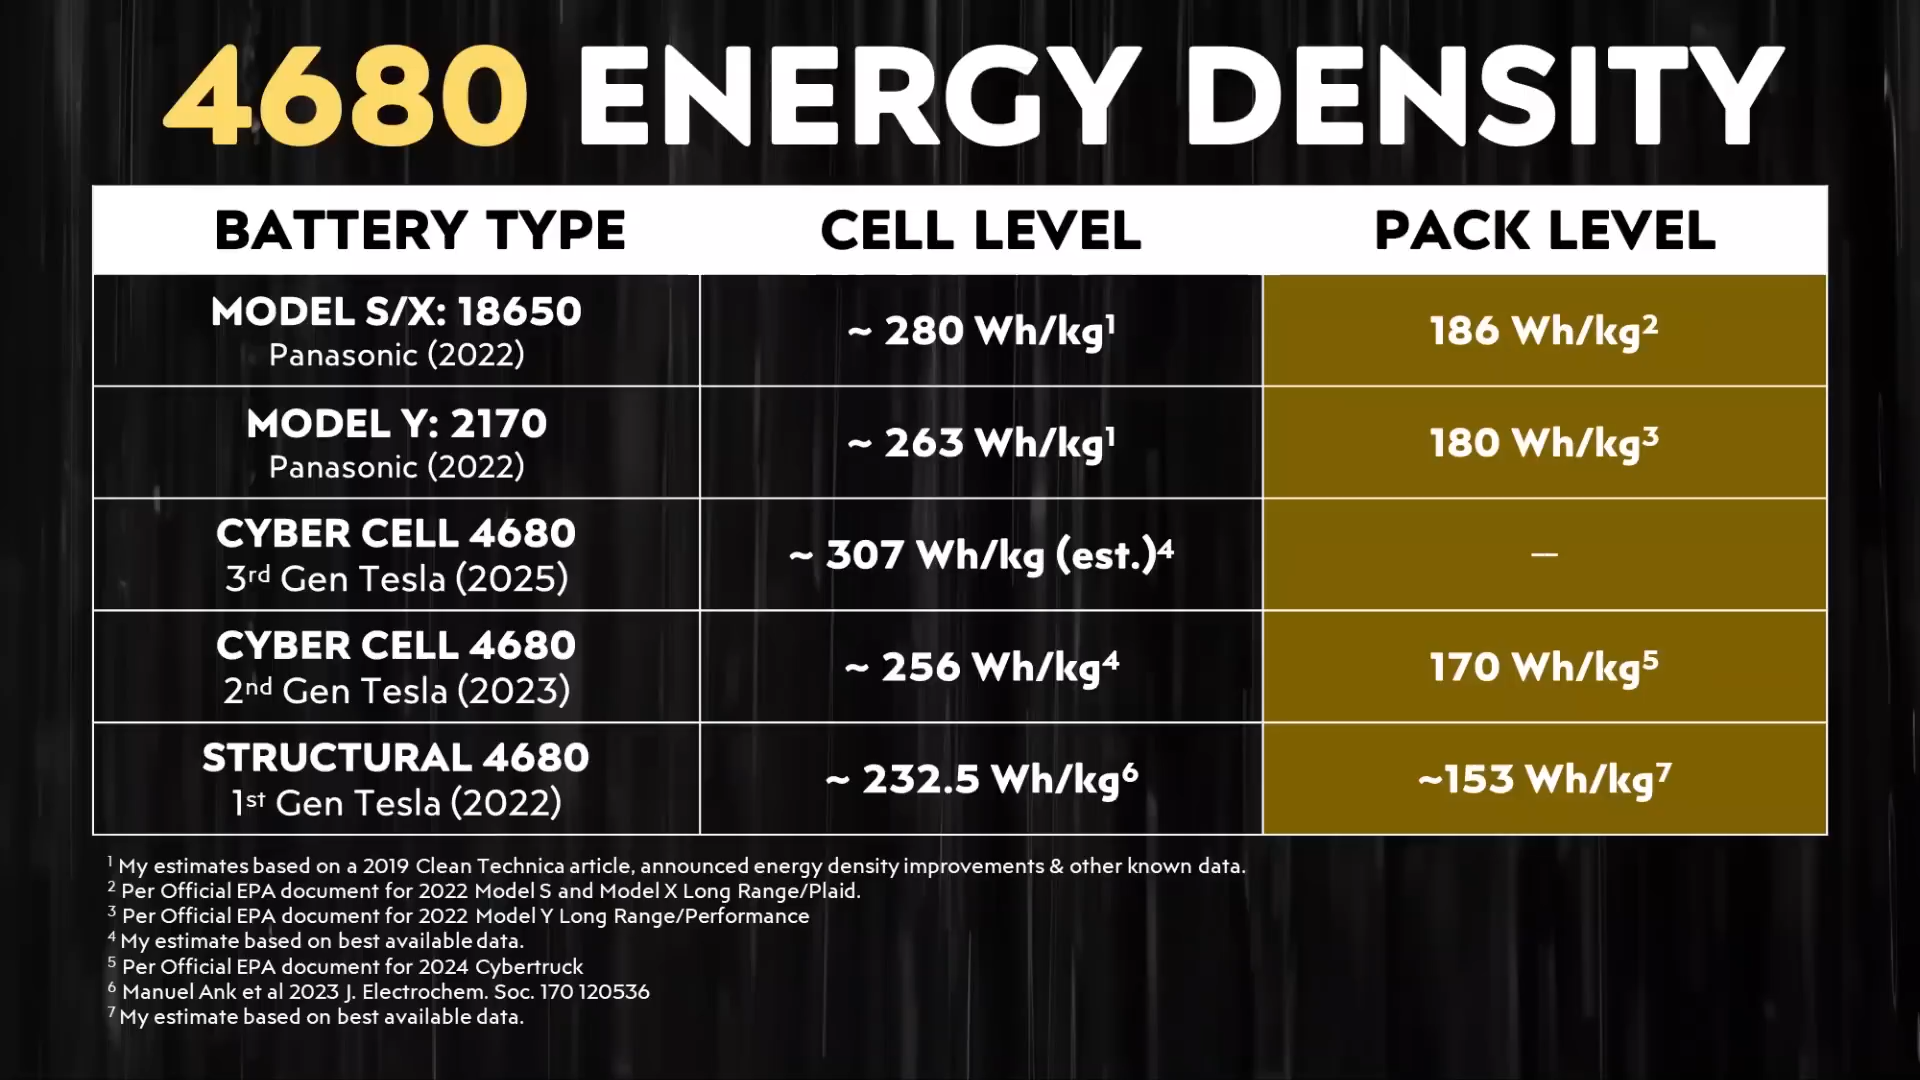 4680 ENERGY DENSITY
BATTERY TYPE CELL LEVEL PACK LEVEL
MODEL S/X: 18650
Panasonic (2022)
~ 280 Wh/kg¹
186 Wh/kg²
MODEL Y: 2170
Panasonic (2022)
~ 263 Wh/kg¹
180 Wh/kg³
CYBER CELL 4680
3rd Gen Tesla (2025)
~ 307 Wh/kg (est.)⁴
—
CYBER CELL 4680
2nd Gen Tesla (2023)
~ 256 Wh/kg⁴
170 Wh/kg⁵
STRUCTURAL 4680
1st Gen Tesla (2022)
~ 232.5 Wh/kg⁶
~153 Wh/kg⁷
¹ My estimates based on a 2019 Clean Technica article, announced energy density improvements & other known data.
² Per Official EPA document for 2022 Model S and Model X Long Range/Plaid.
³ Per Official EPA document for 2022 Model Y Long Range/Performance
⁴ My estimate based on best available data.
⁵ Per Official EPA document for 2024 Cybertruck
⁶ Manuel Ank et al 2023 J. Electrochem. Soc. 170 120536
⁷ My estimate based on best available data.